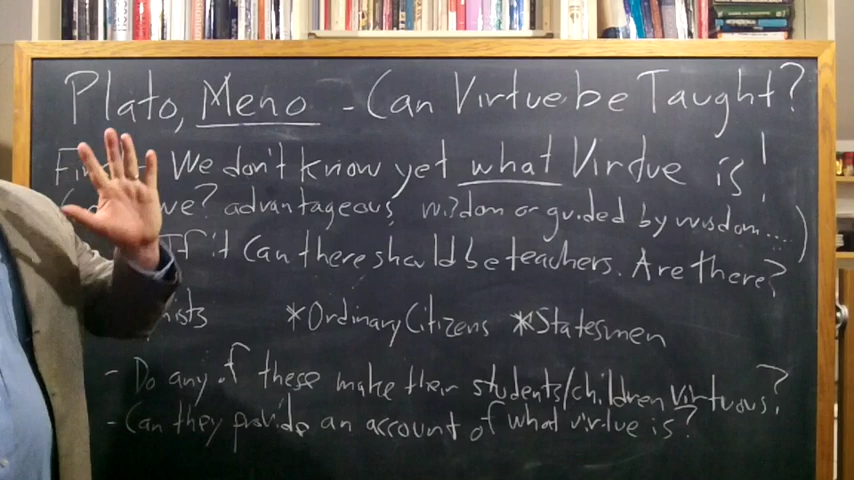 Plato, Meno - Can Virtue be Taught?
We don't know yet what Virtue is!
we? advantageous, wisdom or guided by wisdom....)
If it Can there should be teachers. Are there?
*Ordinary Citizens *Statesmen
- Do any of these make their students/children virtuous?
- Can they provide an account of what virtue is?